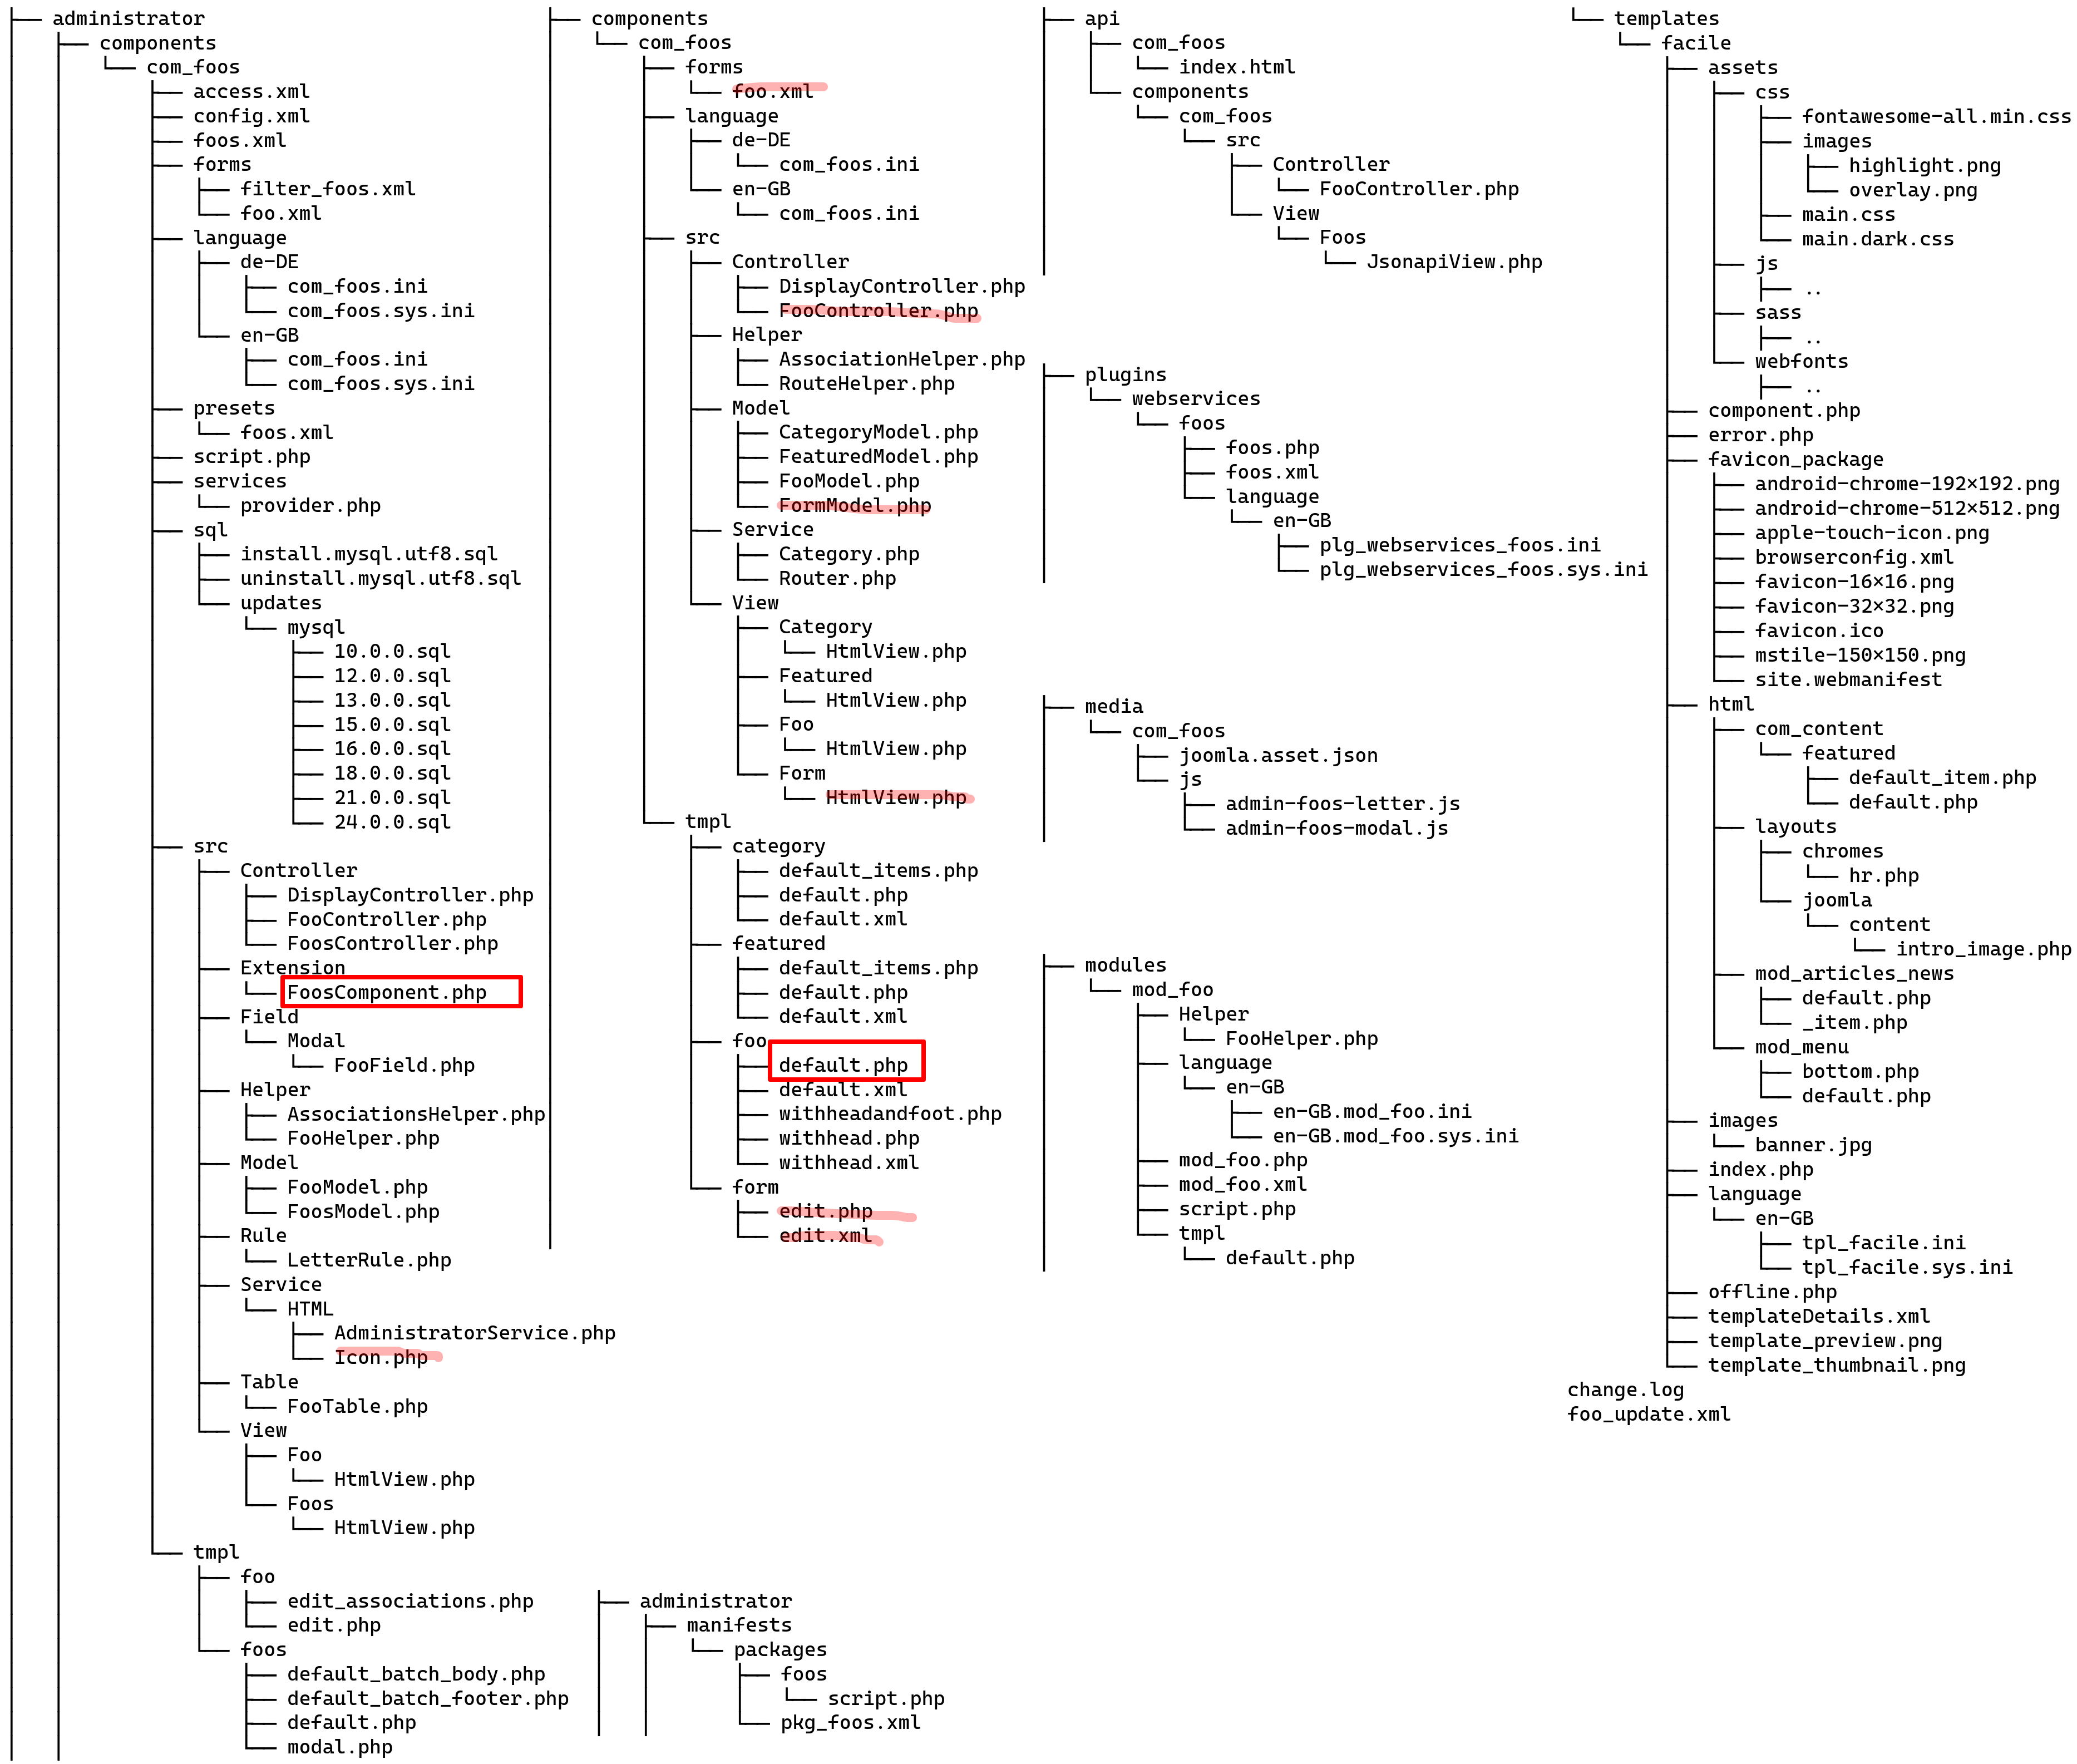 administrator
components
com_foos
access.xml
config.xml
foos.xml
forms
filter_foos.xml
foo.xml
language
de-DE
com_foos.ini
com_foos.sys.ini
en-GB
com_foos.ini
com_foos.sys.ini
presets
foos.xml
script.php
services
provider.php
sql
install.mysql.utf8.sql
uninstall.mysql.utf8.sql
updates
mysql
10.0.0.sql
12.0.0.sql
13.0.0.sql
15.0.0.sql
16.0.0.sql
18.0.0.sql
21.0.0.sql
24.0.0.sql
src
Controller
DisplayController.php
FooController.php
FoosController.php
Extension
FoosComponent.php
Field
Modal
FooField.php
Helper
AssociationsHelper.php
FooHelper.php
Model
FooModel.php
FoosModel.php
Rule
LetterRule.php
Service
HTML
AdministratorService.php
Icon.php
Table
FooTable.php
View
Foo
HtmlView.php
Foos
HtmlView.php
tmpl
foo
edit_associations.php
edit.php
foos
default_batch_body.php
default_batch_footer.php
default.php
modal.php
components
com_foos
forms
foo.xml
language
de-DE
com_foos.ini
en-GB
com_foos.ini
src
Controller
DisplayController.php
FooController.php
Helper
AssociationHelper.php
RouteHelper.php
Model
CategoryModel.php
FeaturedModel.php
FooModel.php
FormModel.php
Service
Category.php
Router.php
View
Category
HtmlView.php
Featured
HtmlView.php
Foo
HtmlView.php
Form
HtmlView.php
tmpl
category
default_items.php
default.php
default.xml
featured
default_items.php
default.php
default.xml
foo
default.php
default.xml
withheadandfoot.php
withhead.php
withhead.xml
form
edit.php
edit.xml
administrator
manifests
packages
foos
script.php
pkg_foos.xml
api
com_foos
index.html
components
com_foos
src
Controller
FooController.php
View
Foos
JsonapiView.php
plugins
webservices
foos
foos.php
foos.xml
language
en-GB
plg_webservices_foos.ini
plg_webservices_foos.sys.ini
media
com_foos
joomla.asset.json
js
admin-foos-letter.js
admin-foos-modal.js
modules
mod_foo
Helper
FooHelper.php
language
en-GB
en-GB.mod_foo.ini
en-GB.mod_foo.sys.ini
mod_foo.php
mod_foo.xml
script.php
tmpl
default.php
templates
facile
assets
css
fontawesome-all.min.css
images
highlight.png
overlay.png
main.css
main.dark.css
js
..
sass
..
webfonts
..
component.php
error.php
favicon_package
android-chrome-192×192.png
android-chrome-512×512.png
apple-touch-icon.png
browserconfig.xml
favicon-16×16.png
favicon-32×32.png
favicon.ico
mstile-150×150.png
site.webmanifest
html
com_content
featured
default_item.php
default.php
layouts
chromes
hr.php
joomla
content
intro_image.php
mod_articles_news
default.php
_item.php
mod_menu
bottom.php
default.php
images
banner.jpg
index.php
language
en-GB
tpl_facile.ini
tpl_facile.sys.ini
offline.php
templateDetails.xml
template_preview.png
template_thumbnail.png
change.log
foo_update.xml